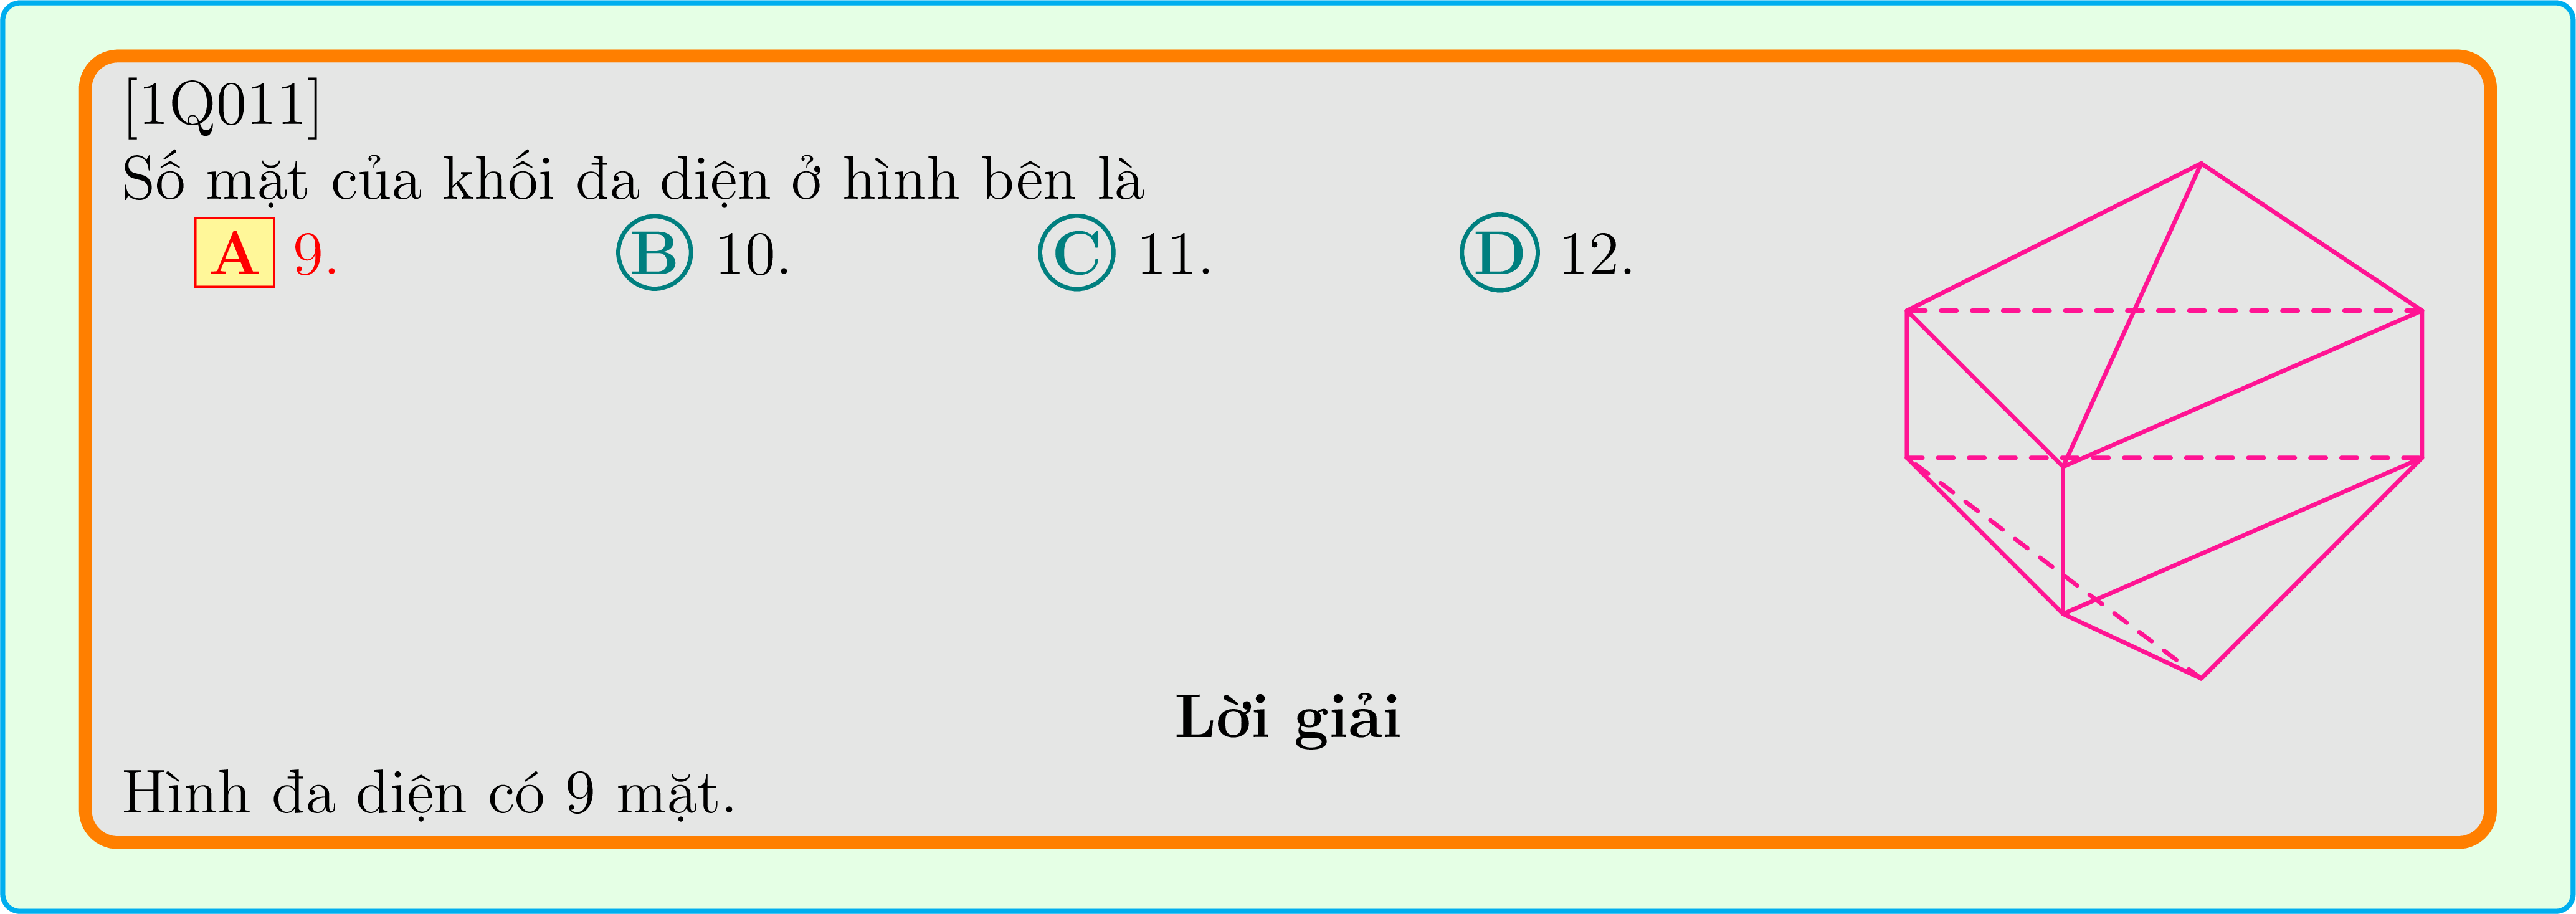 [1Q011]
Số mặt của khối đa diện ở hình bên là
A 9. B 10. C 11. D 12.
Lời giải
Hình đa diện có 9 mặt.